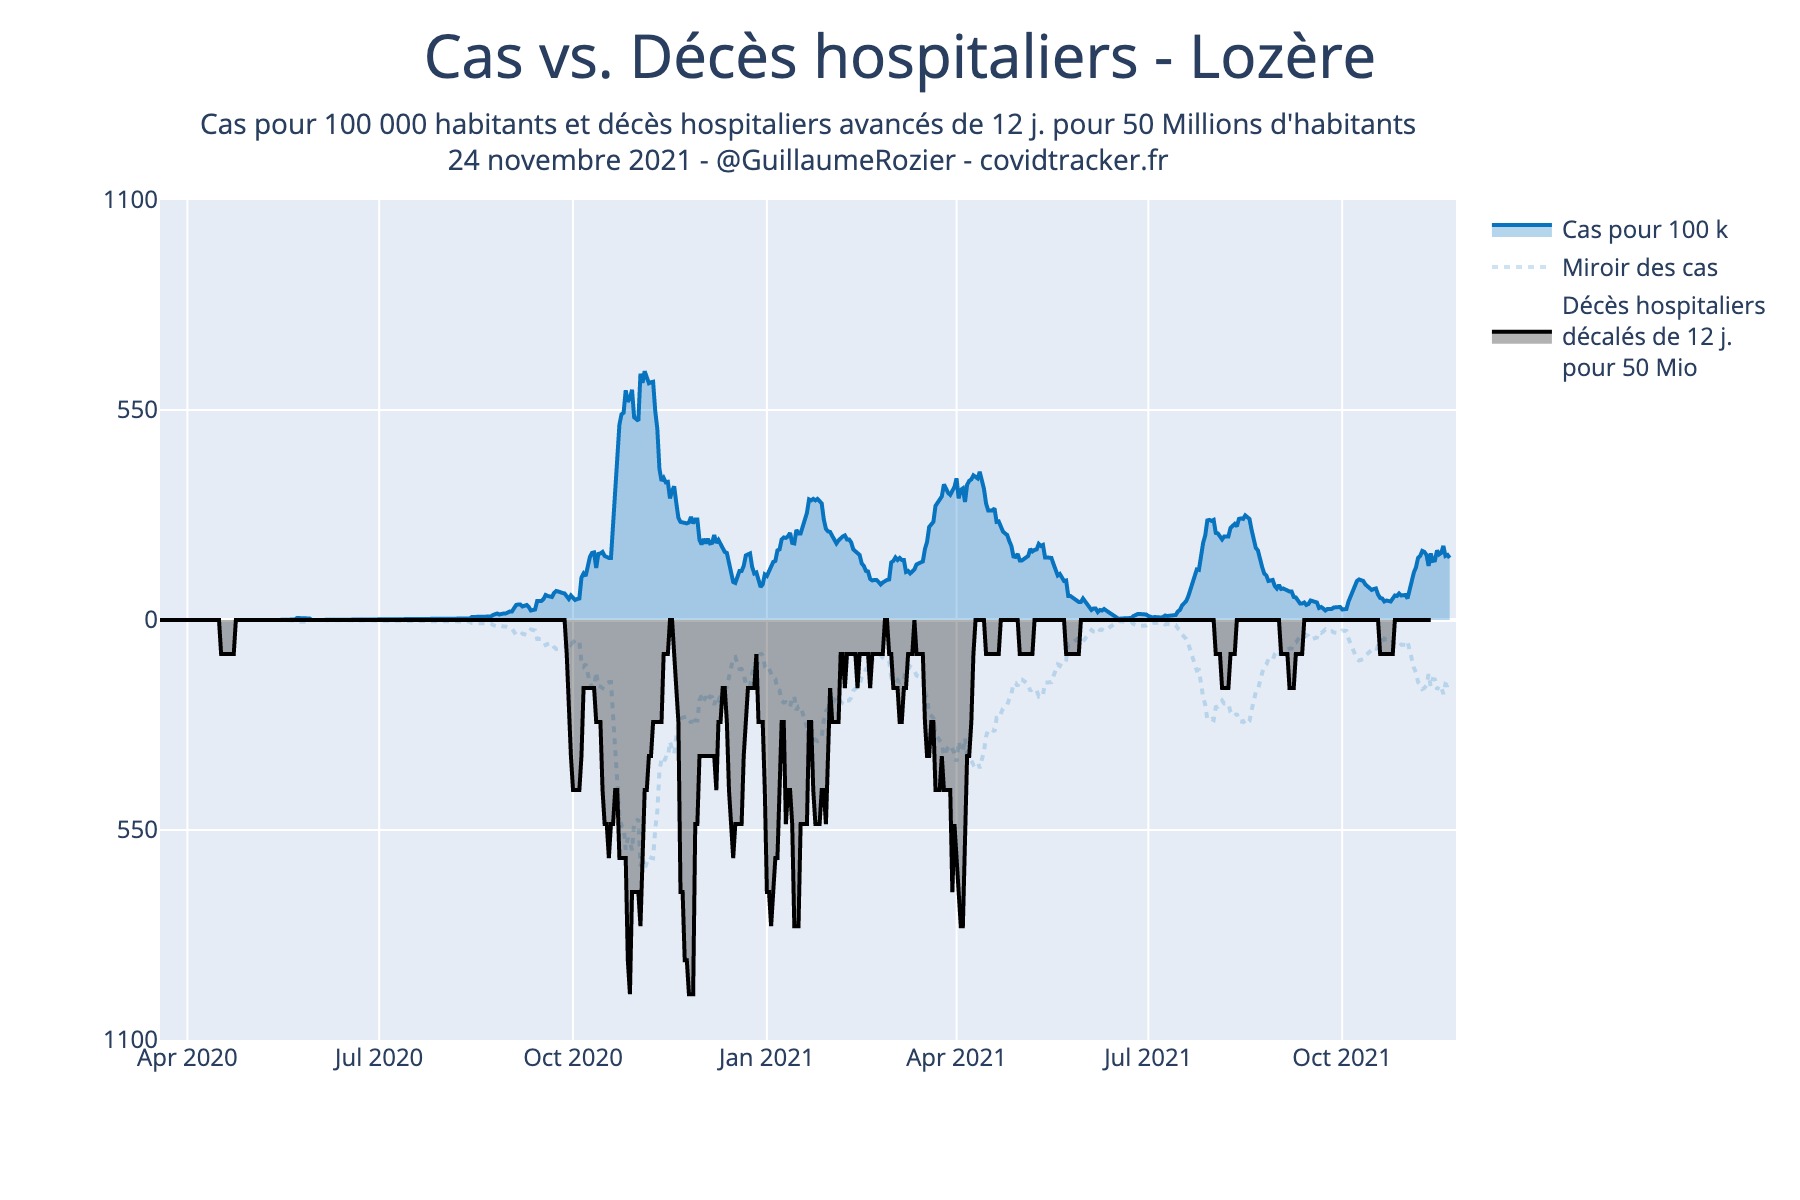 Cas vs. Décès hospitaliers - Lozère
Cas pour 100 000 habitants et décès hospitaliers avancés de 12 j. pour 50 Millions d'habitants
24 novembre 2021 - @GuillaumeRozier - covidtracker.fr
1100
550
0
550
1100
Apr 2020
Jul 2020
Oct 2020
Jan 2021
Apr 2021
Jul 2021
Oct 2021
Cas pour 100 k
Miroir des cas
Décès hospitaliers
décalés de 12 j.
pour 50 Mio